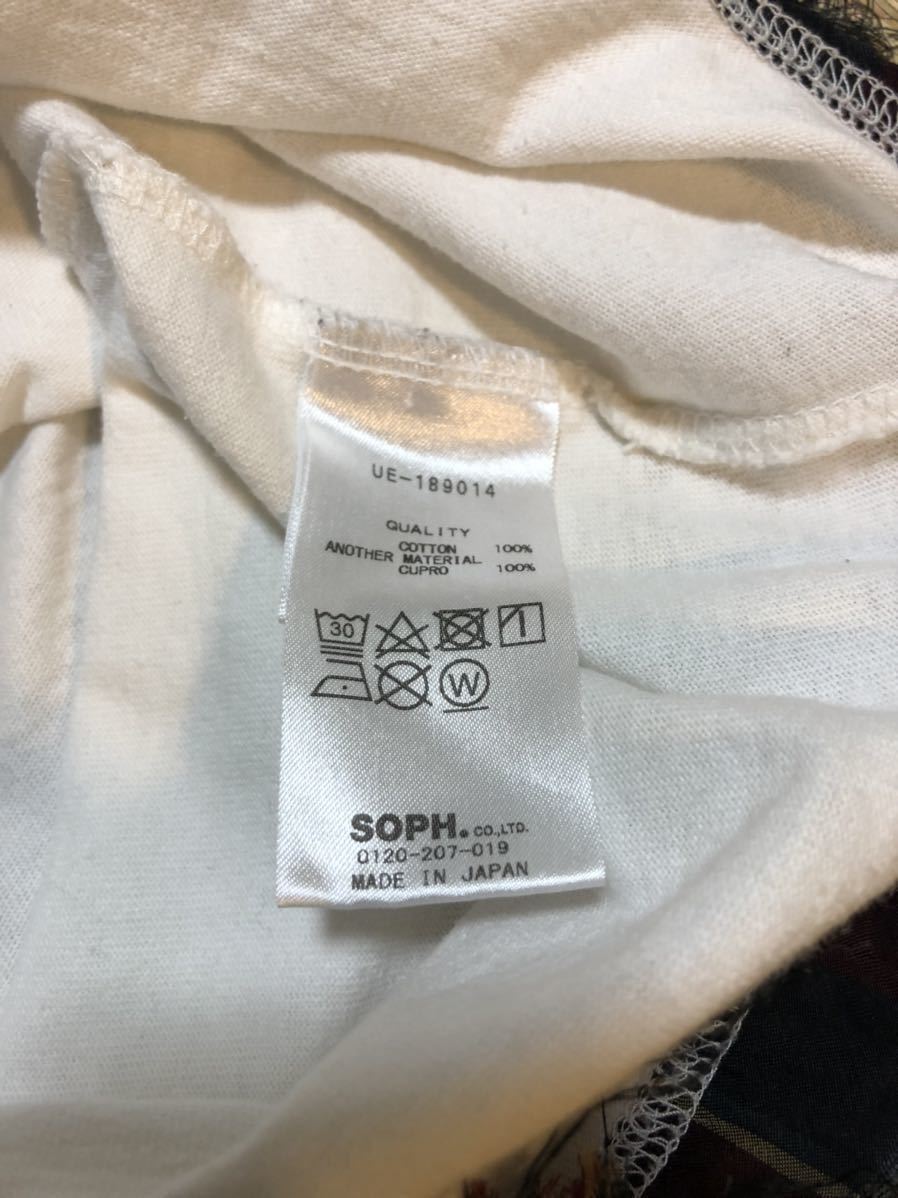 UE-189014
QUALITY
COTTON 100%
ANOTHER MATERIAL
CUPRO 100%
30
W
SOPH. CO.,LTD.
0120-207-019
MADE IN JAPAN